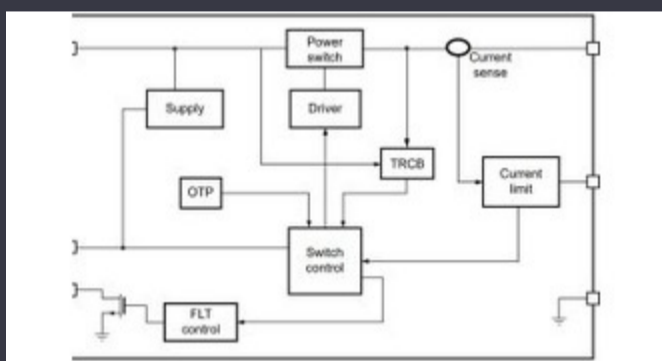 Power
switch
Current
sense
Supply
Driver
TRCB
OTP
Current
limit
Switch
control
FLT
control